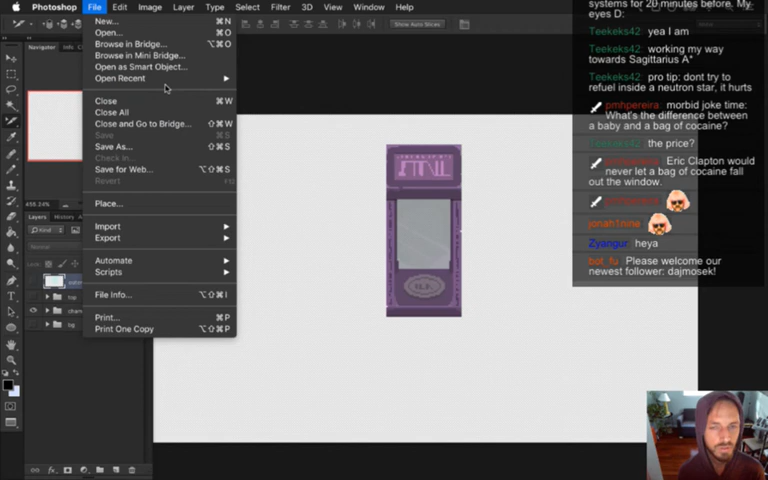 Photoshop File Edit Image Layer Type Select Filter 3D View Window Help
New... ⌘N
Open... ⌘O
Browse in Bridge... ⌥⌘O
Browse in Mini Bridge...
Open as Smart Object...
Open Recent
Close ⌘W
Close All
Close and Go to Bridge... ⇧⌘W
Save ⌘S
Save As... ⇧⌘S
Check In...
Save for Web... ⌥⇧⌘S
Revert F12
Place...
Import
Export
Automate
Scripts
File Info... ⌥⇧⌘I
Print... ⌘P
Print One Copy ⌥⇧⌘P
Show Auto Slices
Navigator
Layers History
Kind
Normal
top
bg
systems for 20 minutes before. My
eyes D:
Teekeks42: yea I am
Teekeks42: working my way
towards Sagittarius A*
Teekeks42: pro tip: dont try to
refuel inside a neutron star, it hurts
pmhpereira: morbid joke time:
What's the difference between
a baby and a bag of cocaine?
Teekeks42: the price?
pmhpereira: Eric Clapton would
never let a bag of cocaine fall
out the window.
pmhpereira:
jonah1nine:
Zyangur: heya
bot_fu: Please welcome our
newest follower: dajmosek!